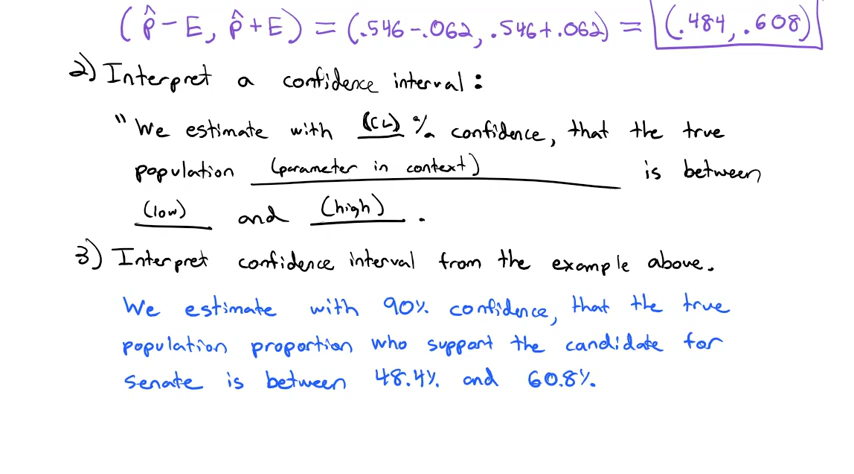 (p̂ - E, p̂ + E) = (.546 - .062, .546 + .062) = (.484, .608)
2) Interpret a confidence interval:
"We estimate with (CL) % confidence, that the true
population (parameter in context) is between
(low) and (high).
3) Interpret confidence interval from the example above.
We estimate with 90% confidence, that the true
population proportion who support the candidate for
senate is between 48.4% and 60.8%.